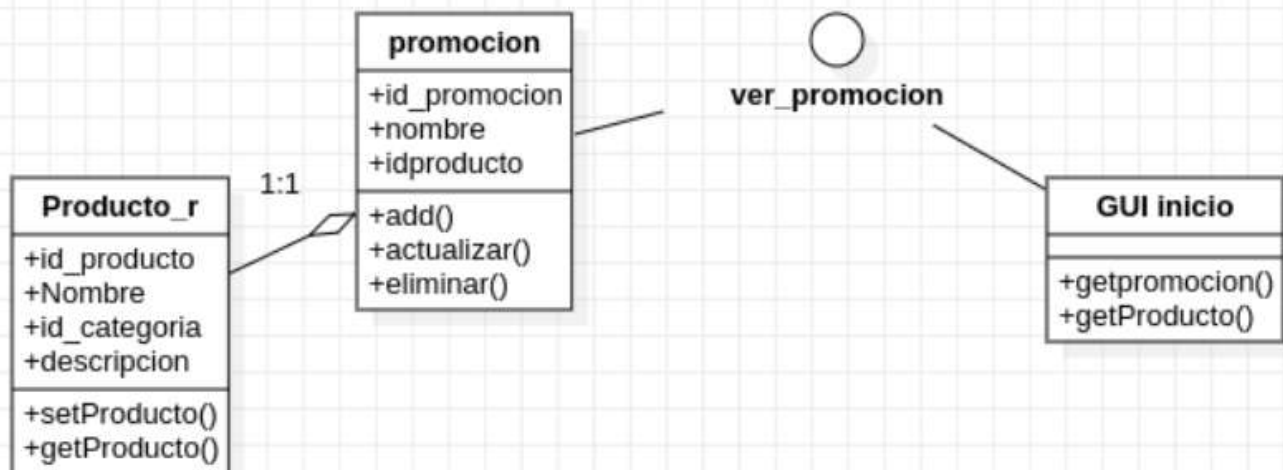 promocion
+id_promocion
+nombre
+idproducto
+add()
+actualizar()
+eliminar()
ver_promocion
1:1
Producto_r
+id_producto
+Nombre
+id_categoria
+descripcion
+setProducto()
+getProducto()
GUI inicio
+getpromocion()
+getProducto()